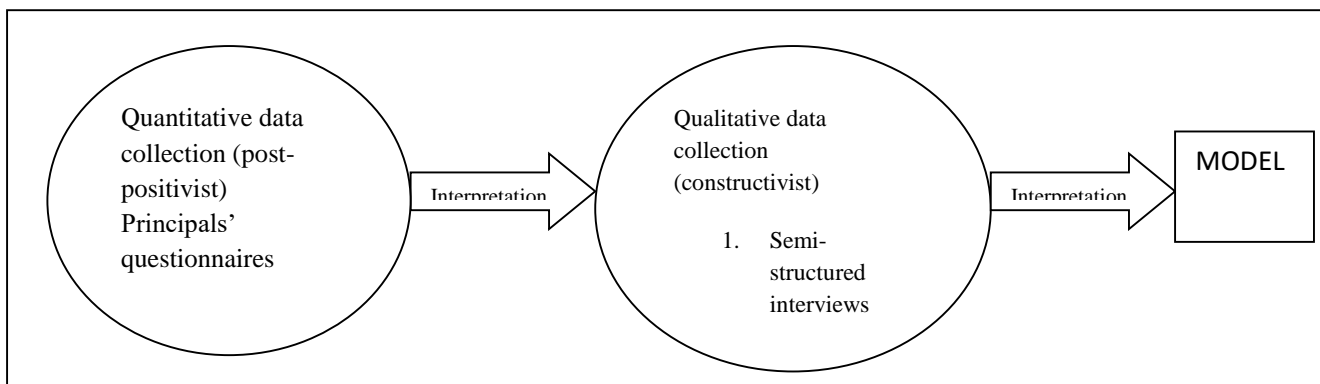 Quantitative data
collection (post-
positivist)
Principals’
questionnaires
Interpretation
Qualitative data
collection
(constructivist)
1. Semi-
structured
interviews
Interpretation
MODEL